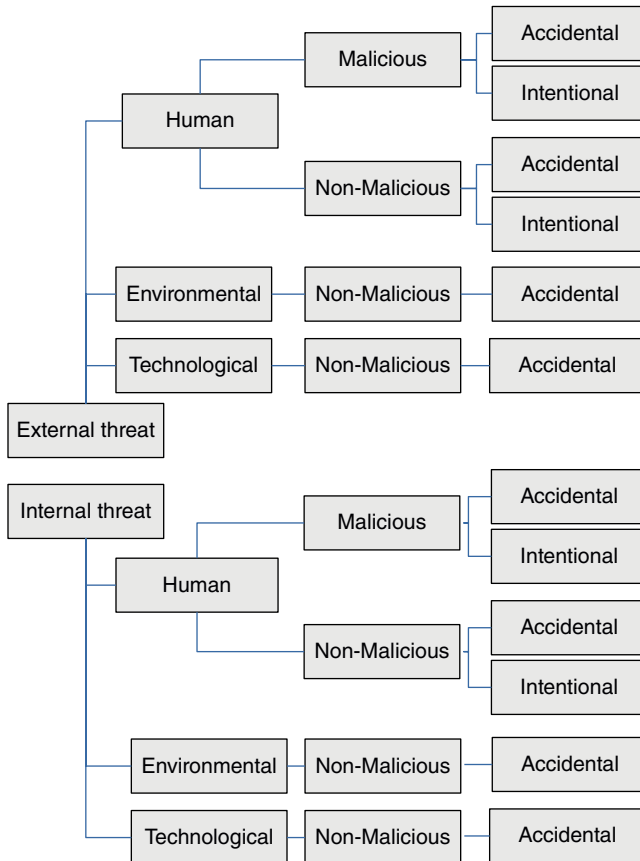 Accidental
Malicious
Intentional
Human
Accidental
Non-Malicious
Intentional
Environmental
Non-Malicious
Accidental
Technological
Non-Malicious
Accidental
External threat
Internal threat
Accidental
Malicious
Intentional
Human
Accidental
Non-Malicious
Intentional
Environmental
Non-Malicious
Accidental
Technological
Non-Malicious
Accidental